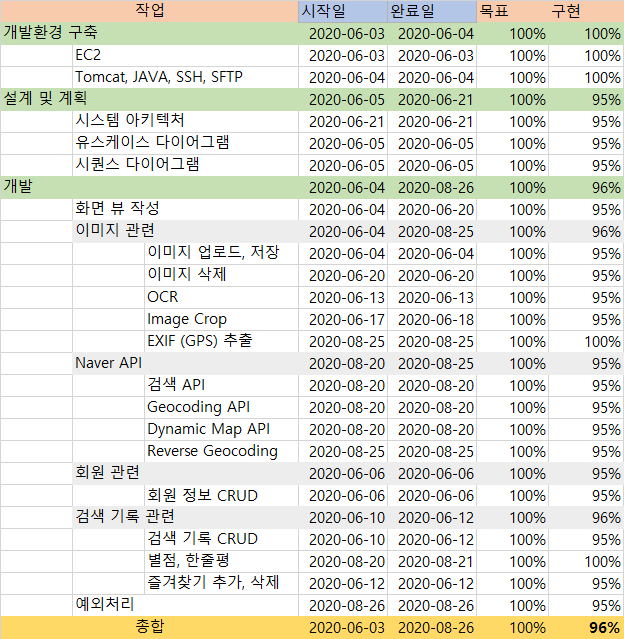 작업 시작일 완료일 목표 구현
개발환경 구축 2020-06-03 2020-06-04 100% 100%
EC2 2020-06-03 2020-06-03 100% 100%
Tomcat, JAVA, SSH, SFTP 2020-06-04 2020-06-04 100% 100%
설계 및 계획 2020-06-05 2020-06-21 100% 95%
시스템 아키텍처 2020-06-21 2020-06-21 100% 95%
유스케이스 다이어그램 2020-06-05 2020-06-05 100% 95%
시퀀스 다이어그램 2020-06-05 2020-06-05 100% 95%
개발 2020-06-04 2020-08-26 100% 96%
화면 뷰 작성 2020-06-04 2020-06-20 100% 95%
이미지 관련 2020-06-04 2020-08-25 100% 96%
이미지 업로드, 저장 2020-06-04 2020-06-04 100% 95%
이미지 삭제 2020-06-20 2020-06-20 100% 95%
OCR 2020-06-13 2020-06-13 100% 95%
Image Crop 2020-06-17 2020-06-18 100% 95%
EXIF (GPS) 추출 2020-08-25 2020-08-25 100% 100%
Naver API 2020-08-20 2020-08-25 100% 95%
검색 API 2020-08-20 2020-08-20 100% 95%
Geocoding API 2020-08-20 2020-08-20 100% 95%
Dynamic Map API 2020-08-20 2020-08-20 100% 95%
Reverse Geocoding 2020-08-25 2020-08-25 100% 95%
회원 관련 2020-06-06 2020-06-06 100% 95%
회원 정보 CRUD 2020-06-06 2020-06-06 100% 95%
검색 기록 관련 2020-06-10 2020-06-12 100% 96%
검색 기록 CRUD 2020-06-10 2020-06-12 100% 95%
별점, 한줄평 2020-08-20 2020-08-21 100% 100%
즐겨찾기 추가, 삭제 2020-06-12 2020-06-12 100% 95%
예외처리 2020-08-26 2020-08-26 100% 95%
총합 2020-06-03 2020-08-26 100% 96%